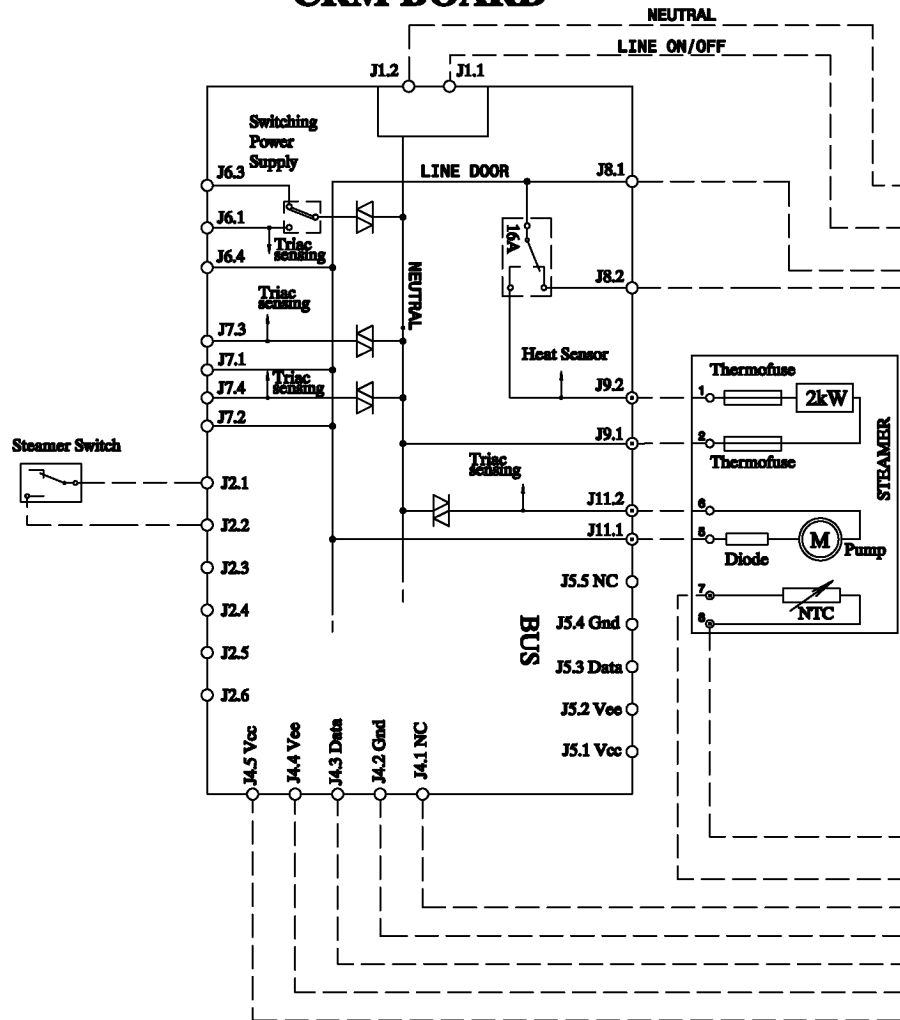 CRM BOARD
NEUTRAL
LINE ON/OFF
J1.2
J1.1
Switching
Power
Supply
J6.3
LINE DOOR
J8.1
J6.1
16A
Triac
sensing
J6.4
NEUTRAL
J8.2
Triac
sensing
J7.3
Heat Sensor
J7.1
Thermofuse
J7.4
Triac
sensing
J9.2
1
2kW
J7.2
J9.1
2
Steamer Switch
Thermofuse
STEAMER
Triac
sensing
J2.1
J11.2
6
J2.2
J11.1
5
M
Pump
Diode
J2.3
J5.5 NC
7
NTC
J2.4
J5.4 Gnd
8
BUS
J2.5
J5.3 Data
J2.6
J5.2 Vee
J5.1 Vcc
J4.5 Vcc
J4.4 Vee
J4.3 Data
J4.2 Gnd
J4.1 NC